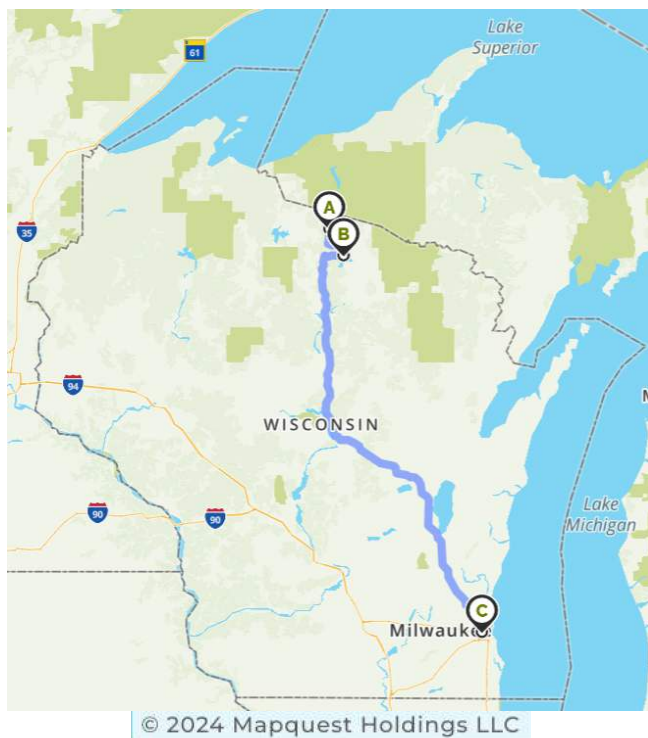 Lake
Superior
61
A
B
35
94
WISCONSIN
90
90
Lake
Michigan
C
Milwauke
© 2024 Mapquest Holdings LLC